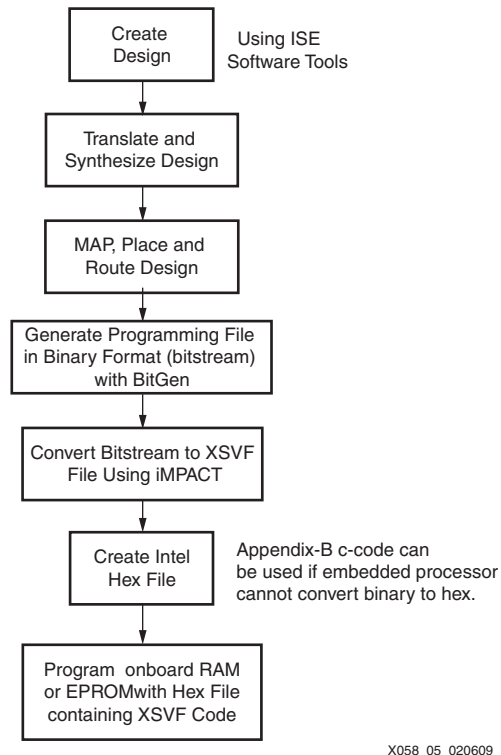 Create
Design
Using ISE
Software Tools
Translate and
Synthesize Design
MAP, Place and
Route Design
Generate Programming File
in Binary Format (bitstream)
with BitGen
Convert Bitstream to XSVF
File Using iMPACT
Create Intel
Hex File
Appendix-B c-code can
be used if embedded processor
cannot convert binary to hex.
Program onboard RAM
or EPROMwith Hex File
containing XSVF Code
X058_05_020609